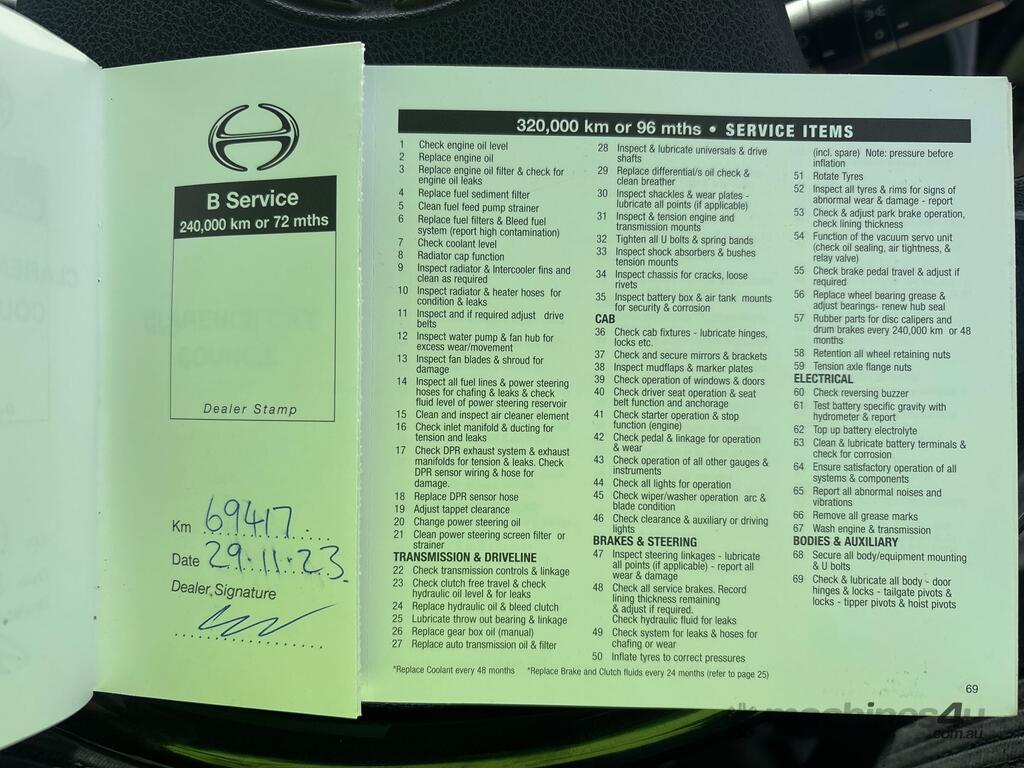 B Service
240,000 km or 72 mths
Dealer Stamp
Km 69417
Date 29.11.23
Dealer Signature
320,000 km or 96 mths • SERVICE ITEMS
1 Check engine oil level
2 Replace engine oil
3 Replace engine oil filter & check for
engine oil leaks
4 Replace fuel sediment filter
5 Clean fuel feed pump strainer
6 Replace fuel filters & Bleed fuel
system (report high contamination)
7 Check coolant level
8 Radiator cap function
9 Inspect radiator & Intercooler fins and
clean as required
10 Inspect radiator & heater hoses for
condition & leaks
11 Inspect and if required adjust drive
belts
12 Inspect water pump & fan hub for
excess wear/movement
13 Inspect fan blades & shroud for
damage
14 Inspect all fuel lines & power steering
hoses for chafing & leaks & check
fluid level of power steering reservoir
15 Clean and inspect air cleaner element
16 Check inlet manifold & ducting for
tension and leaks
17 Check DPR exhaust system & exhaust
manifolds for tension & leaks. Check
DPR sensor wiring & hose for
damage.
18 Replace DPR sensor hose
19 Adjust tappet clearance
20 Change power steering oil
21 Clean power steering screen filter or
strainer
TRANSMISSION & DRIVELINE
22 Check transmission controls & linkage
23 Check clutch free travel & check
hydraulic oil level & for leaks
24 Replace hydraulic oil & bleed clutch
25 Lubricate throw out bearing & linkage
26 Replace gear box oil (manual)
27 Replace auto transmission oil & filter
28 Inspect & lubricate universals & drive
shafts
29 Replace differential/s oil check &
clean breather
30 Inspect shackles & wear plates -
lubricate all points (if applicable)
31 Inspect & tension engine and
transmission mounts
32 Tighten all U bolts & spring bands
33 Inspect shock absorbers & bushes
tension mounts
34 Inspect chassis for cracks, loose
rivets
35 Inspect battery box & air tank mounts
for security & corrosion
CAB
36 Check cab fixtures - lubricate hinges,
locks etc.
37 Check and secure mirrors & brackets
38 Inspect mudflaps & marker plates
39 Check operation of windows & doors
40 Check driver seat operation & seat
belt function and anchorage
41 Check starter operation & stop
function (engine)
42 Check pedal & linkage for operation
& wear
43 Check operation of all other gauges &
instruments
44 Check all lights for operation
45 Check wiper/washer operation arc &
blade condition
46 Check clearance & auxiliary or driving
lights
BRAKES & STEERING
47 Inspect steering linkages - lubricate
all points (if applicable) - report all
wear & damage
48 Check all service brakes. Record
lining thickness remaining
& adjust if required.
Check hydraulic fluid for leaks
49 Check system for leaks & hoses for
chafing or wear
50 Inflate tyres to correct pressures
(incl. spare) Note: pressure before
inflation
51 Rotate Tyres
52 Inspect all tyres & rims for signs of
abnormal wear & damage - report
53 Check & adjust park brake operation,
check lining thickness
54 Function of the vacuum servo unit
(check oil sealing, air tightness, &
relay valve)
55 Check brake pedal travel & adjust if
required
56 Replace wheel bearing grease &
adjust bearings- renew hub seal
57 Rubber parts for disc calipers and
drum brakes every 240,000 km or 48
months
58 Retention all wheel retaining nuts
59 Tension axle flange nuts
ELECTRICAL
60 Check reversing buzzer
61 Test battery specific gravity with
hydrometer & report
62 Top up battery electrolyte
63 Clean & lubricate battery terminals &
check for corrosion
64 Ensure satisfactory operation of all
systems & components
65 Report all abnormal noises and
vibrations
66 Remove all grease marks
67 Wash engine & transmission
BODIES & AUXILIARY
68 Secure all body/equipment mounting
& U bolts
69 Check & lubricate all body - door
hinges & locks - tailgate pivots &
locks - tipper pivots & hoist pivots
*Replace Coolant every 48 months *Replace Brake and Clutch fluids every 24 months (refer to page 25)
69
machines4u
.com.au